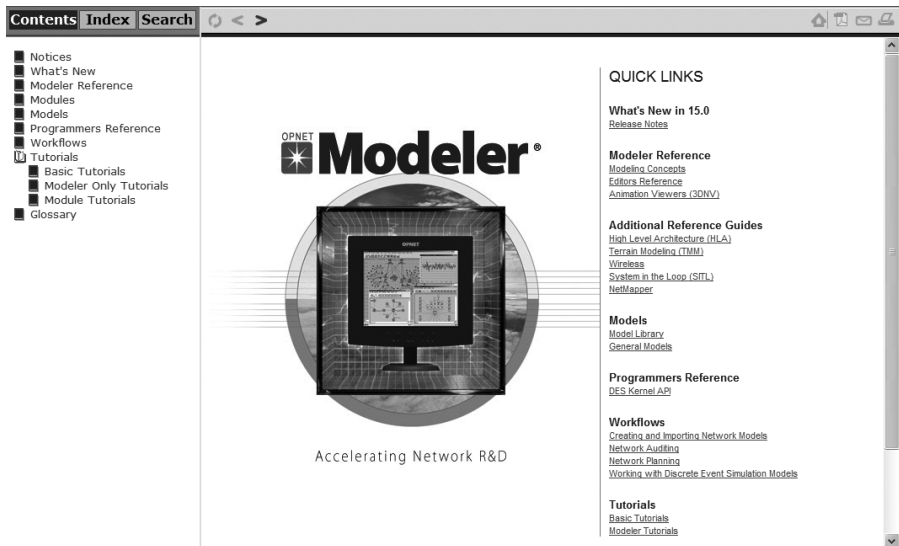 Contents Index Search
Notices
What's New
Modeler Reference
Modules
Models
Programmers Reference
Workflows
Tutorials
Basic Tutorials
Modeler Only Tutorials
Module Tutorials
Glossary
OPNET
Modeler®
OPNET
Accelerating Network R&D
QUICK LINKS
What's New in 15.0
Release Notes
Modeler Reference
Modeling Concepts
Editors Reference
Animation Viewers (3DNV)
Additional Reference Guides
High Level Architecture (HLA)
Terrain Modeling (TMM)
Wireless
System in the Loop (SITL)
NetMapper
Models
Model Library
General Models
Programmers Reference
DES Kernel API
Workflows
Creating and Importing Network Models
Network Auditing
Network Planning
Working with Discrete Event Simulation Models
Tutorials
Basic Tutorials
Modeler Tutorials